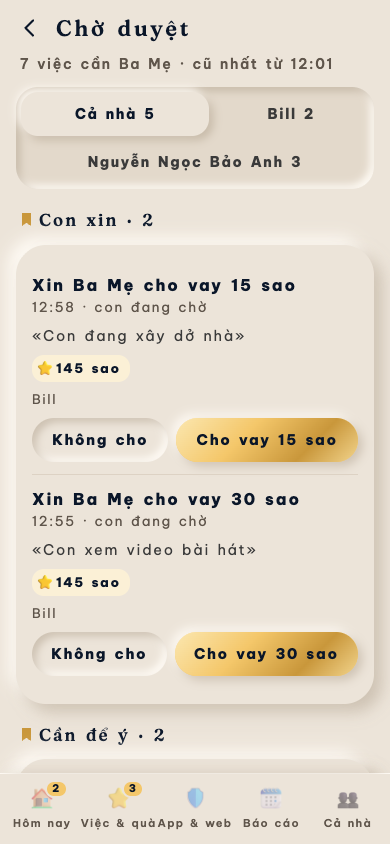 Chờ duyệt
7 việc cần Ba Mẹ · cũ nhất từ 12:01
Cả nhà 5
Bill 2
Nguyễn Ngọc Bảo Anh 3
Con xin · 2
Xin Ba Mẹ cho vay 15 sao
12:58 · con đang chờ
«Con đang xây dở nhà»
145 sao
Bill
Không cho
Cho vay 15 sao
Xin Ba Mẹ cho vay 30 sao
12:55 · con đang chờ
«Con xem video bài hát»
145 sao
Bill
Không cho
Cho vay 30 sao
Cần để ý · 2
2
3
Hôm nay
Việc & quà
App & web
Báo cáo
Cả nhà